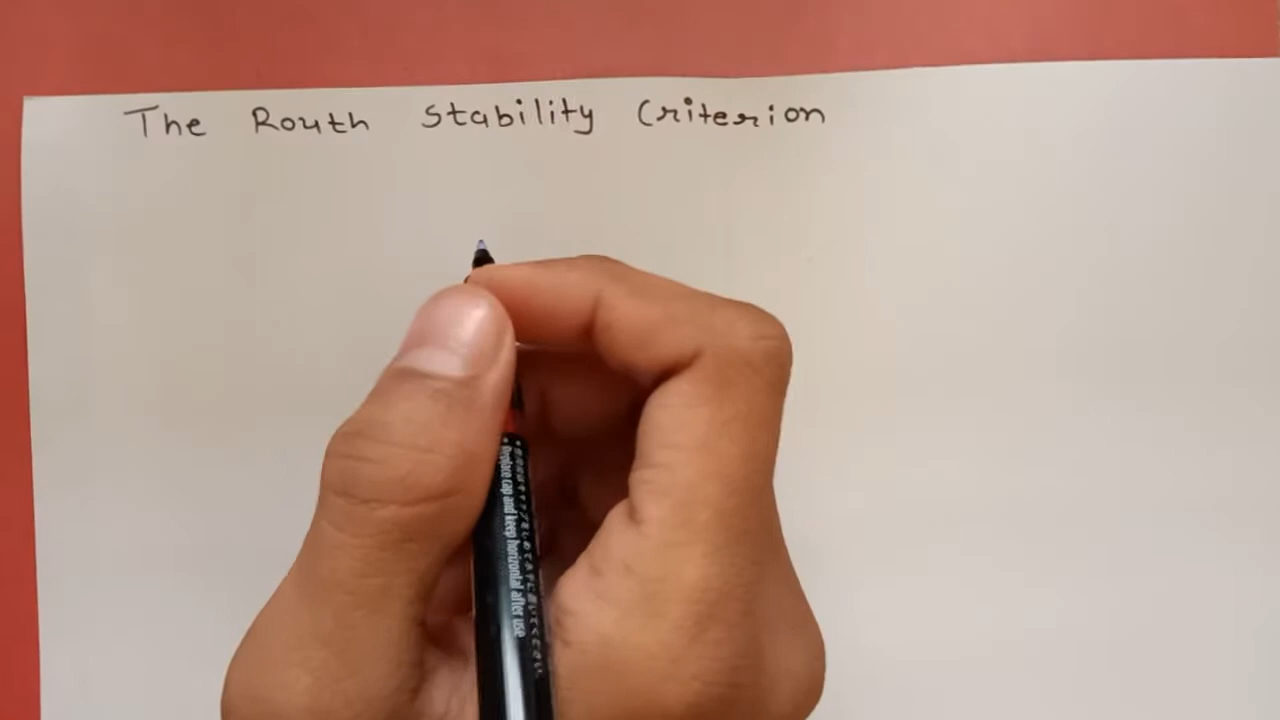 The Routh Stability Criterion
• Replace cap and keep horizontal after use